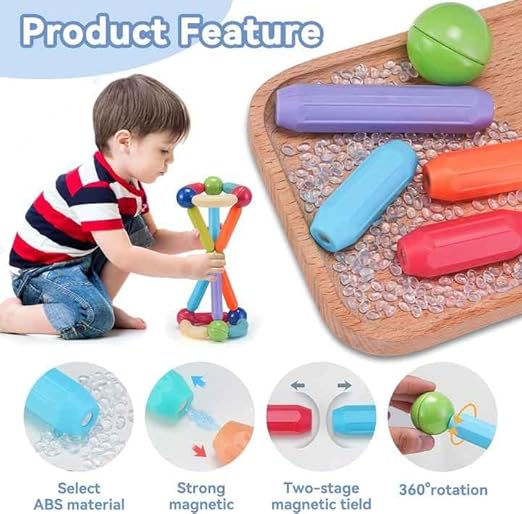 Product Feature
Select
ABS material
Strong
magnetic
Two-stage
magnetic tield
360°rotation